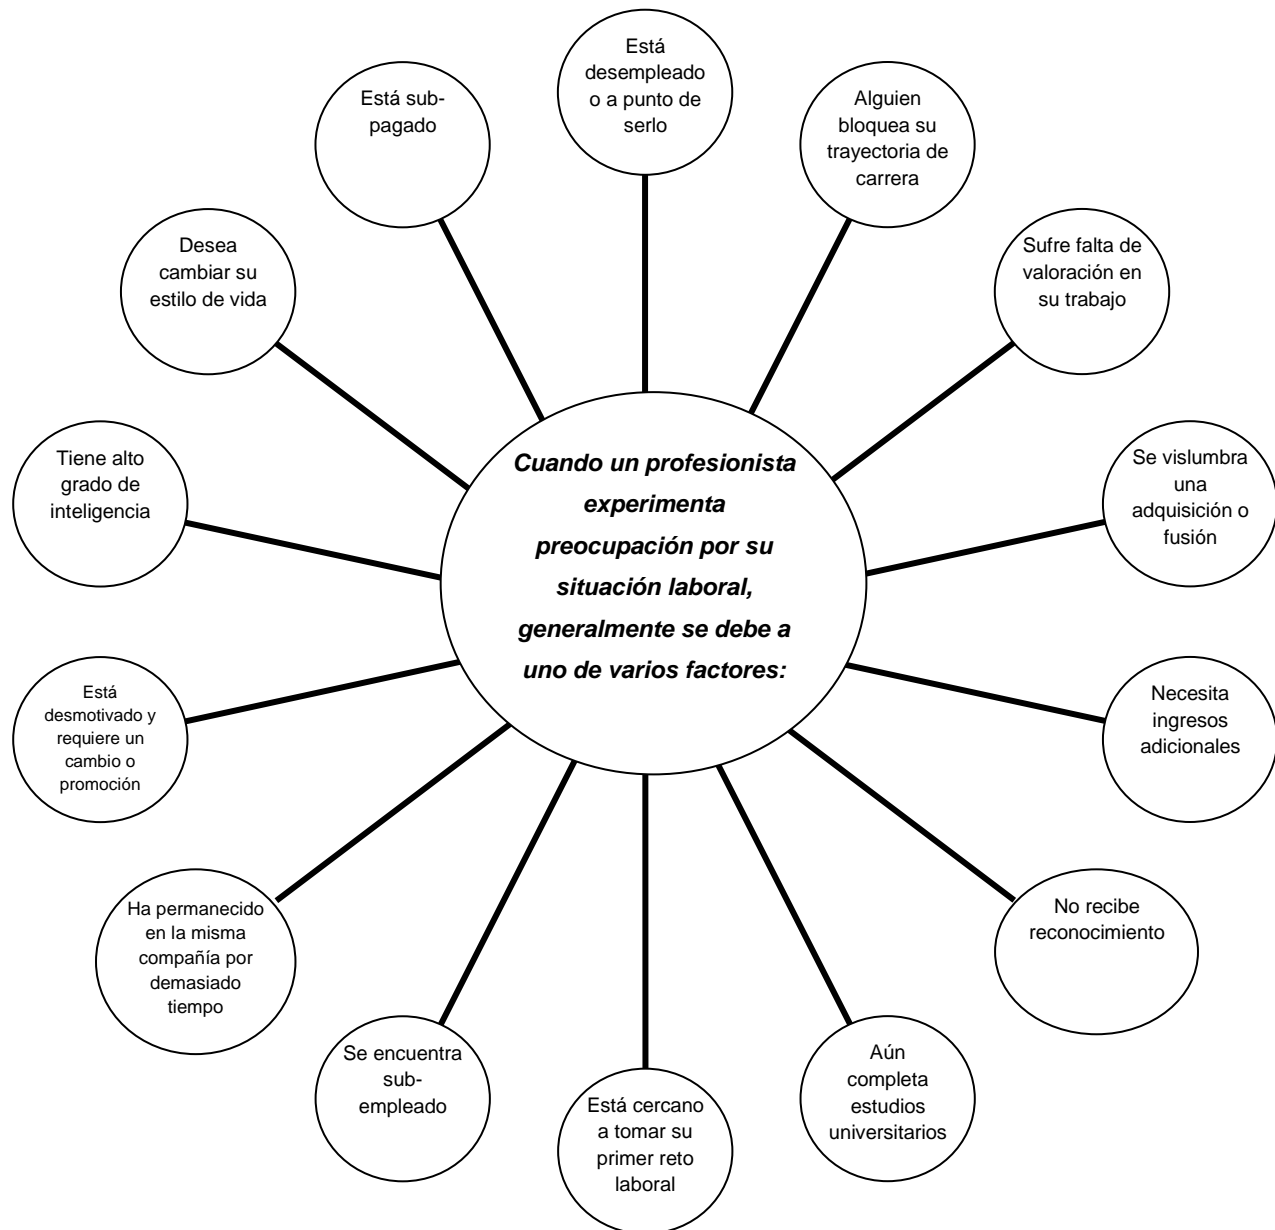 Está
desempleado
o a punto de
serlo
Alguien
bloquea su
trayectoria de
carrera
Sufre falta de
valoración en
su trabajo
Se vislumbra
una
adquisición o
fusión
Necesita
ingresos
adicionales
No recibe
reconocimiento
Aún
completa
estudios
universitarios
Está cercano
a tomar su
primer reto
laboral
Se encuentra
sub-
empleado
Ha permanecido
en la misma
compañía por
demasiado
tiempo
Está
desmotivado y
requiere un
cambio o
promoción
Tiene alto
grado de
inteligencia
Desea
cambiar su
estilo de vida
Está sub-
pagado
Cuando un profesionista
experimenta
preocupación por su
situación laboral,
generalmente se debe a
uno de varios factores: